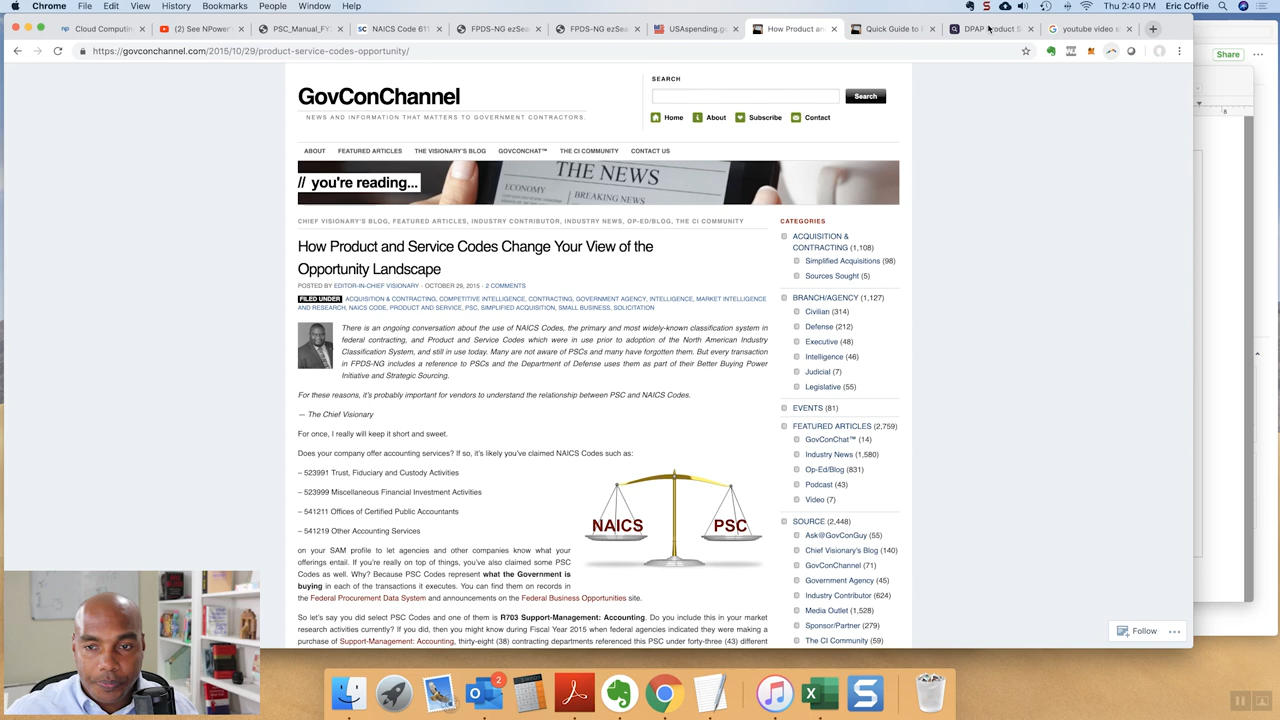 Chrome File Edit View History Bookmarks People Window Help
Thu 2:40 PM Eric Coffie
Cloud Computing
(2) See NPower
PSC_Manual_FY
NAICS Code 611
FPDS-NG ezSea
FPDS-NG ezSea
USAspending.go
How Product an
Quick Guide to
DPAP Product S
youtube video s
https://govconchannel.com/2015/10/29/product-service-codes-opportunity/
Share
GovConChannel
NEWS AND INFORMATION THAT MATTERS TO GOVERNMENT CONTRACTORS.
SEARCH
Search
Home About Subscribe Contact
ABOUT FEATURED ARTICLES THE VISIONARY'S BLOG GOVCONCHAT™ THE CI COMMUNITY CONTACT US
// you're reading...
THE NEWS
ECONOMY
BREAKING NEWS
CHIEF VISIONARY'S BLOG, FEATURED ARTICLES, INDUSTRY CONTRIBUTOR, INDUSTRY NEWS, OP-ED/BLOG, THE CI COMMUNITY
How Product and Service Codes Change Your View of the
Opportunity Landscape
POSTED BY EDITOR-IN-CHIEF VISIONARY · OCTOBER 29, 2015 · 2 COMMENTS
FILED UNDER ACQUISITION & CONTRACTING, COMPETITIVE INTELLIGENCE, CONTRACTING, GOVERNMENT AGENCY, INTELLIGENCE, MARKET INTELLIGENCE
AND RESEARCH, NAICS CODE, PRODUCT AND SERVICE, PSC, SIMPLIFIED ACQUISITION, SMALL BUSINESS, SOLICITATION
There is an ongoing conversation about the use of NAICS Codes, the primary and most widely-known classification system in
federal contracting, and Product and Service Codes which were in use prior to adoption of the North American Industry
Classification System, and still in use today. Many are not aware of PSCs and many have forgotten them. But every transaction
in FPDS-NG includes a reference to PSCs and the Department of Defense uses them as part of their Better Buying Power
Initiative and Strategic Sourcing.
For these reasons, it's probably important for vendors to understand the relationship between PSC and NAICS Codes.
— The Chief Visionary
For once, I really will keep it short and sweet.
Does your company offer accounting services? If so, it's likely you've claimed NAICS Codes such as:
– 523991 Trust, Fiduciary and Custody Activities
– 523999 Miscellaneous Financial Investment Activities
– 541211 Offices of Certified Public Accountants
– 541219 Other Accounting Services
NAICS PSC
on your SAM profile to let agencies and other companies know what your
offerings entail. If you're really on top of things, you've also claimed some PSC
Codes as well. Why? Because PSC Codes represent what the Government is
buying in each of the transactions it executes. You can find them on records in
the Federal Procurement Data System and announcements on the Federal Business Opportunities site.
So let's say you did select PSC Codes and one of them is R703 Support-Management: Accounting. Do you include this in your market
research activities currently? If you did, then you might know during Fiscal Year 2015 when federal agencies indicated they were making a
purchase of Support-Management: Accounting, thirty-eight (38) contracting departments referenced this PSC under forty-three (43) different
CATEGORIES
ACQUISITION &
CONTRACTING (1,108)
Simplified Acquisitions (98)
Sources Sought (5)
BRANCH/AGENCY (1,127)
Civilian (314)
Defense (212)
Executive (48)
Intelligence (46)
Judicial (7)
Legislative (55)
EVENTS (81)
FEATURED ARTICLES (2,759)
GovConChat™ (14)
Industry News (1,580)
Op-Ed/Blog (831)
Podcast (43)
Video (7)
SOURCE (2,448)
Ask@GovConGuy (55)
Chief Visionary's Blog (140)
GovConChannel (71)
Government Agency (45)
Industry Contributor (624)
Media Outlet (1,528)
Sponsor/Partner (279)
The CI Community (59)
Follow
2